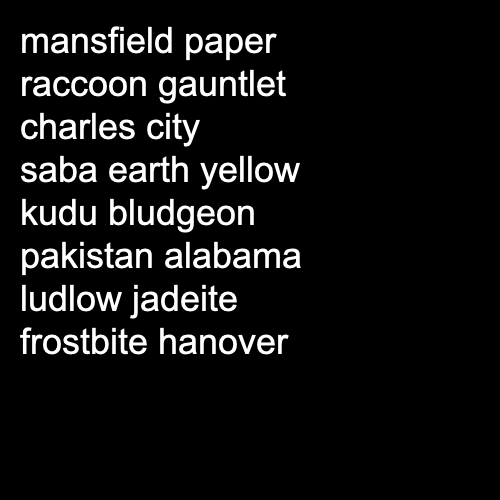 mansfield paper
raccoon gauntlet
charles city
saba earth yellow
kudu bludgeon
pakistan alabama
ludlow jadeite
frostbite hanover